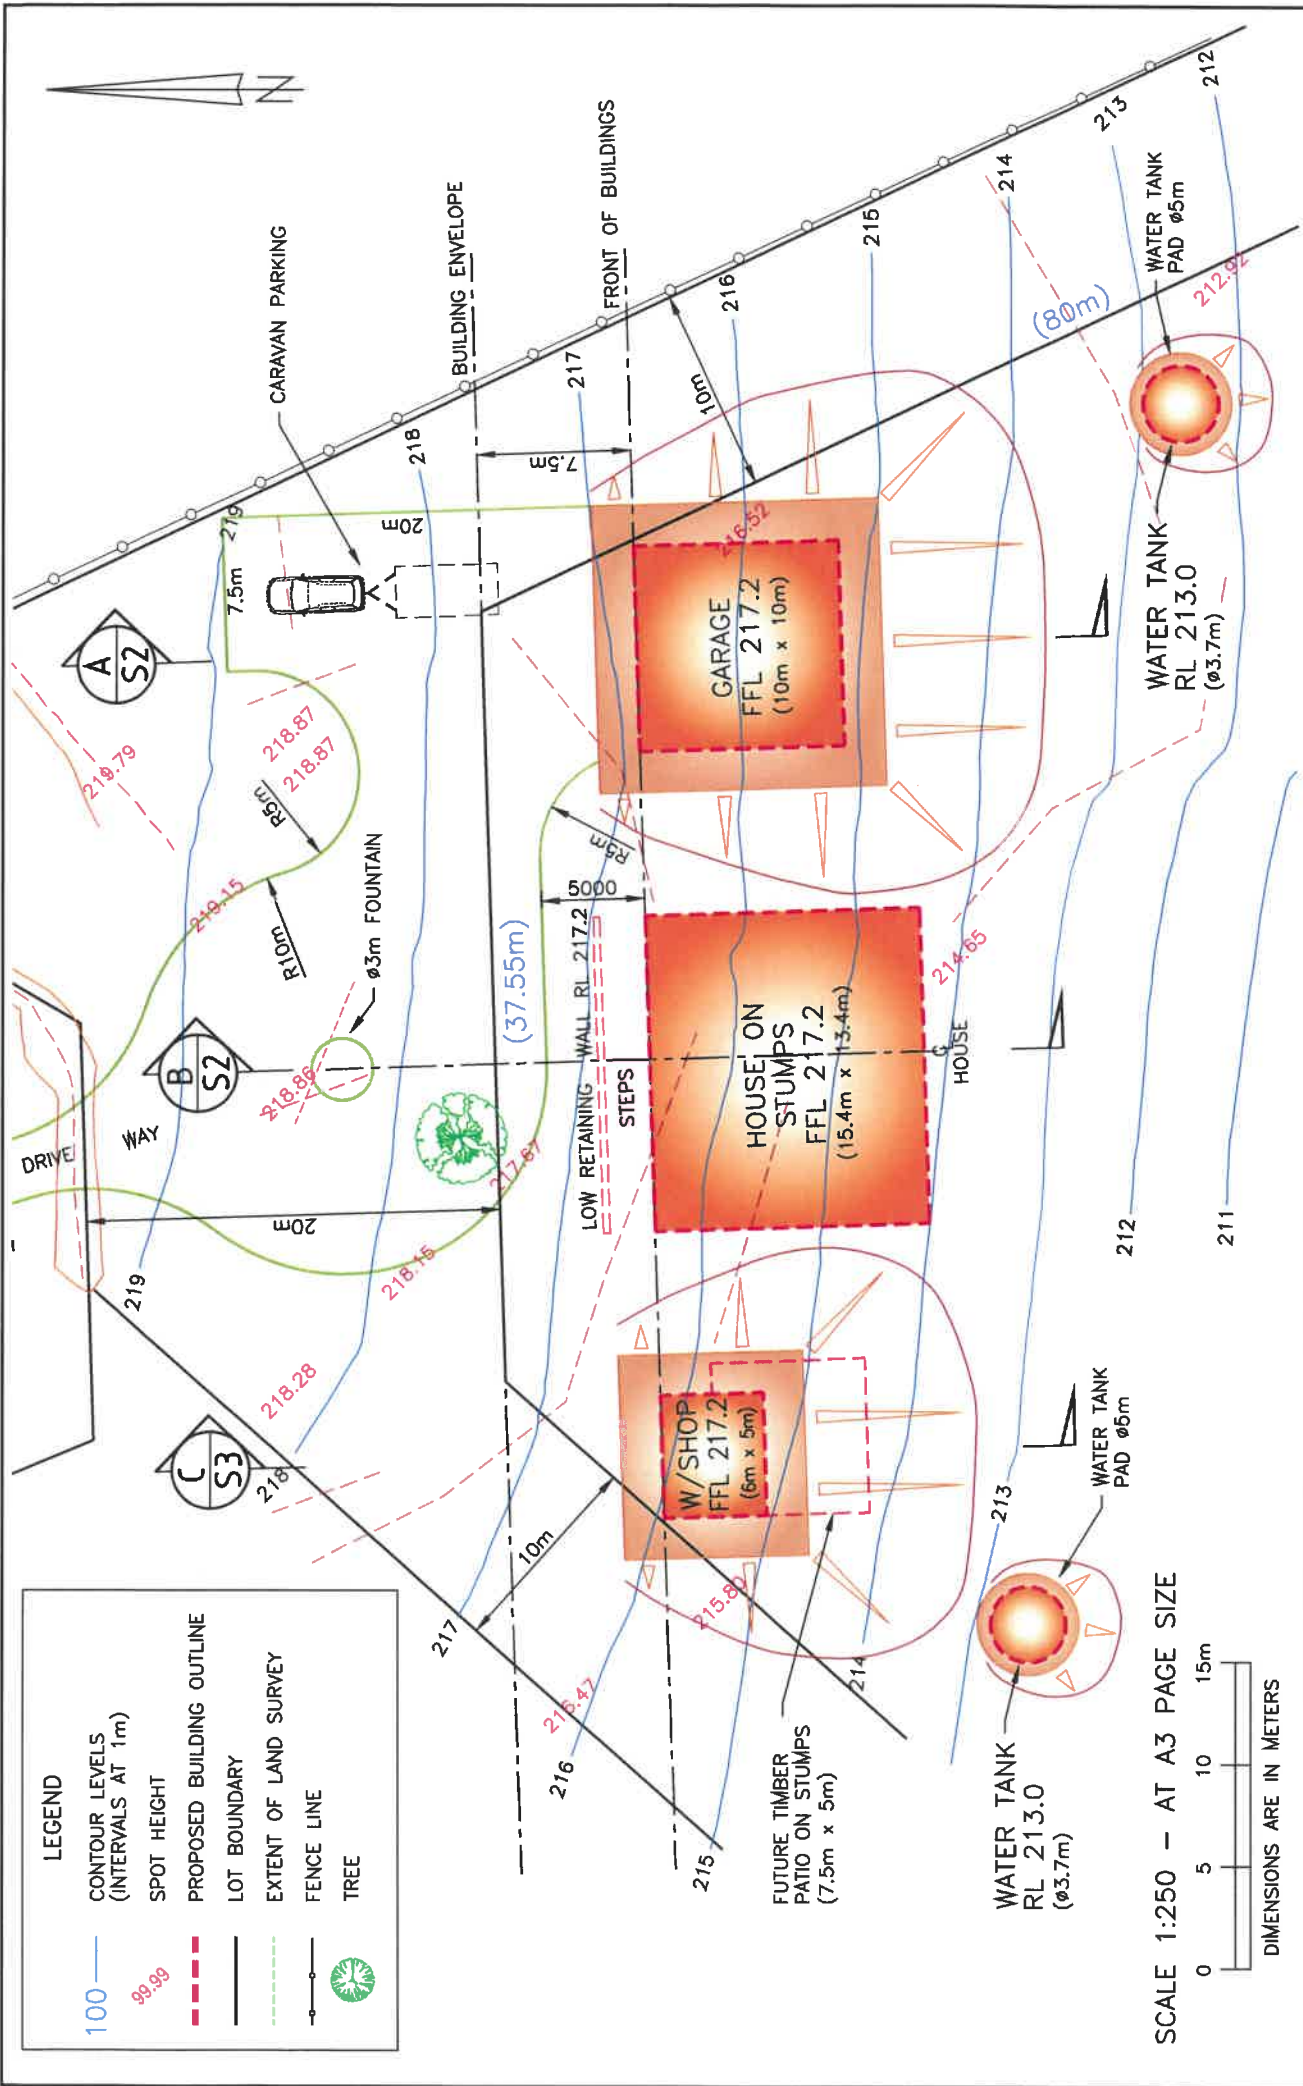 LEGEND
100
CONTOUR LEVELS
(INTERVALS AT 1m)
99.99
SPOT HEIGHT
PROPOSED BUILDING OUTLINE
LOT BOUNDARY
EXTENT OF LAND SURVEY
FENCE LINE
TREE
N
A
S2
B
S2
C
S3
DRIVE
WAY
219
219
218
218
217
217
216
216
215
215
214
214
213
213
212
212
211
219.79
218.87
218.87
219.15
218.86
217.67
218.15
218.28
216.47
215.80
214.65
216.52
212.92
7.5m
20m
20m
7.5m
10m
10m
R5m
R10m
R5m
5000
ø3m FOUNTAIN
CARAVAN PARKING
BUILDING ENVELOPE
FRONT OF BUILDINGS
(37.55m)
(80m)
LOW RETAINING WALL RL 217.2
STEPS
GARAGE
FFL 217.2
(10m x 10m)
HOUSE ON
STUMPS
FFL 217.2
(15.4m x 13.4m)
HOUSE
W/SHOP
FFL 217.2
(6m x 5m)
FUTURE TIMBER
PATIO ON STUMPS
(7.5m x 5m)
WATER TANK
RL 213.0
(ø3.7m)
WATER TANK
PAD ø5m
WATER TANK
RL 213.0
(ø3.7m)
WATER TANK
PAD ø5m
SCALE 1:250 - AT A3 PAGE SIZE
0 5 10 15m
DIMENSIONS ARE IN METERS